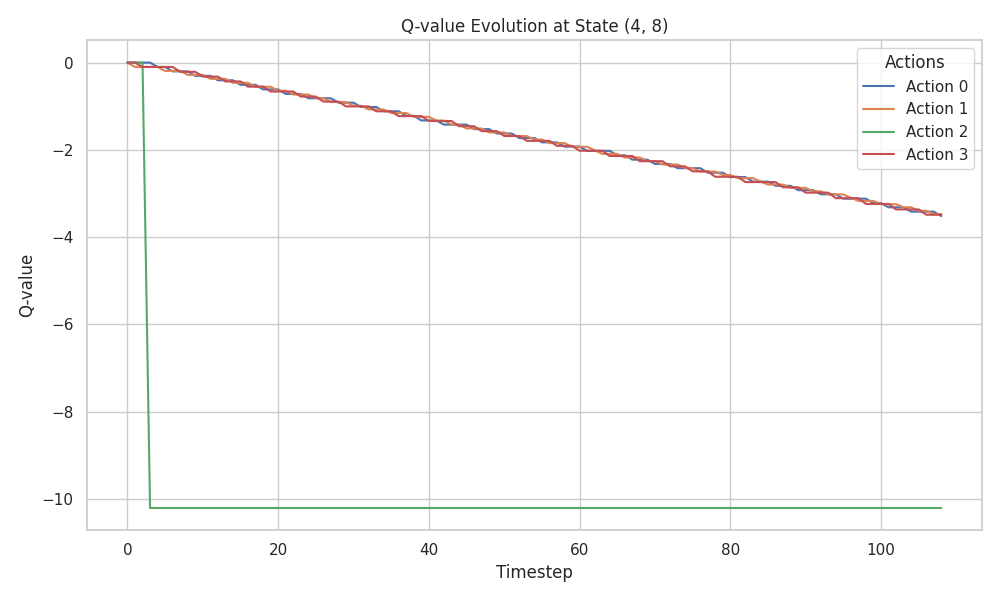 Q-value Evolution at State (4, 8)
Actions
Action 0
Action 1
Action 2
Action 3
Q-value
0
−2
−4
−6
−8
−10
0 20 40 60 80 100
Timestep